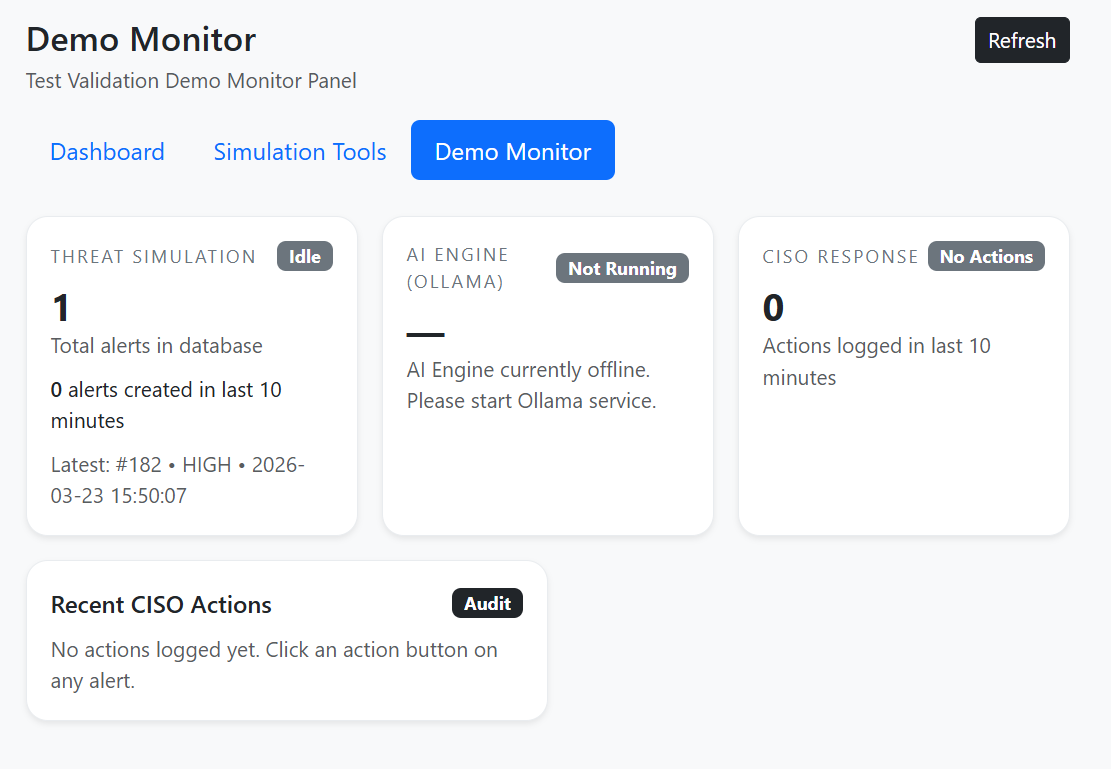 Demo Monitor
Refresh
Test Validation Demo Monitor Panel
Dashboard
Simulation Tools
Demo Monitor
THREAT SIMULATION
Idle
1
Total alerts in database
0 alerts created in last 10
minutes
Latest: #182 • HIGH • 2026-
03-23 15:50:07
AI ENGINE
(OLLAMA)
Not Running
—
AI Engine currently offline.
Please start Ollama service.
CISO RESPONSE
No Actions
0
Actions logged in last 10
minutes
Recent CISO Actions
Audit
No actions logged yet. Click an action button on
any alert.